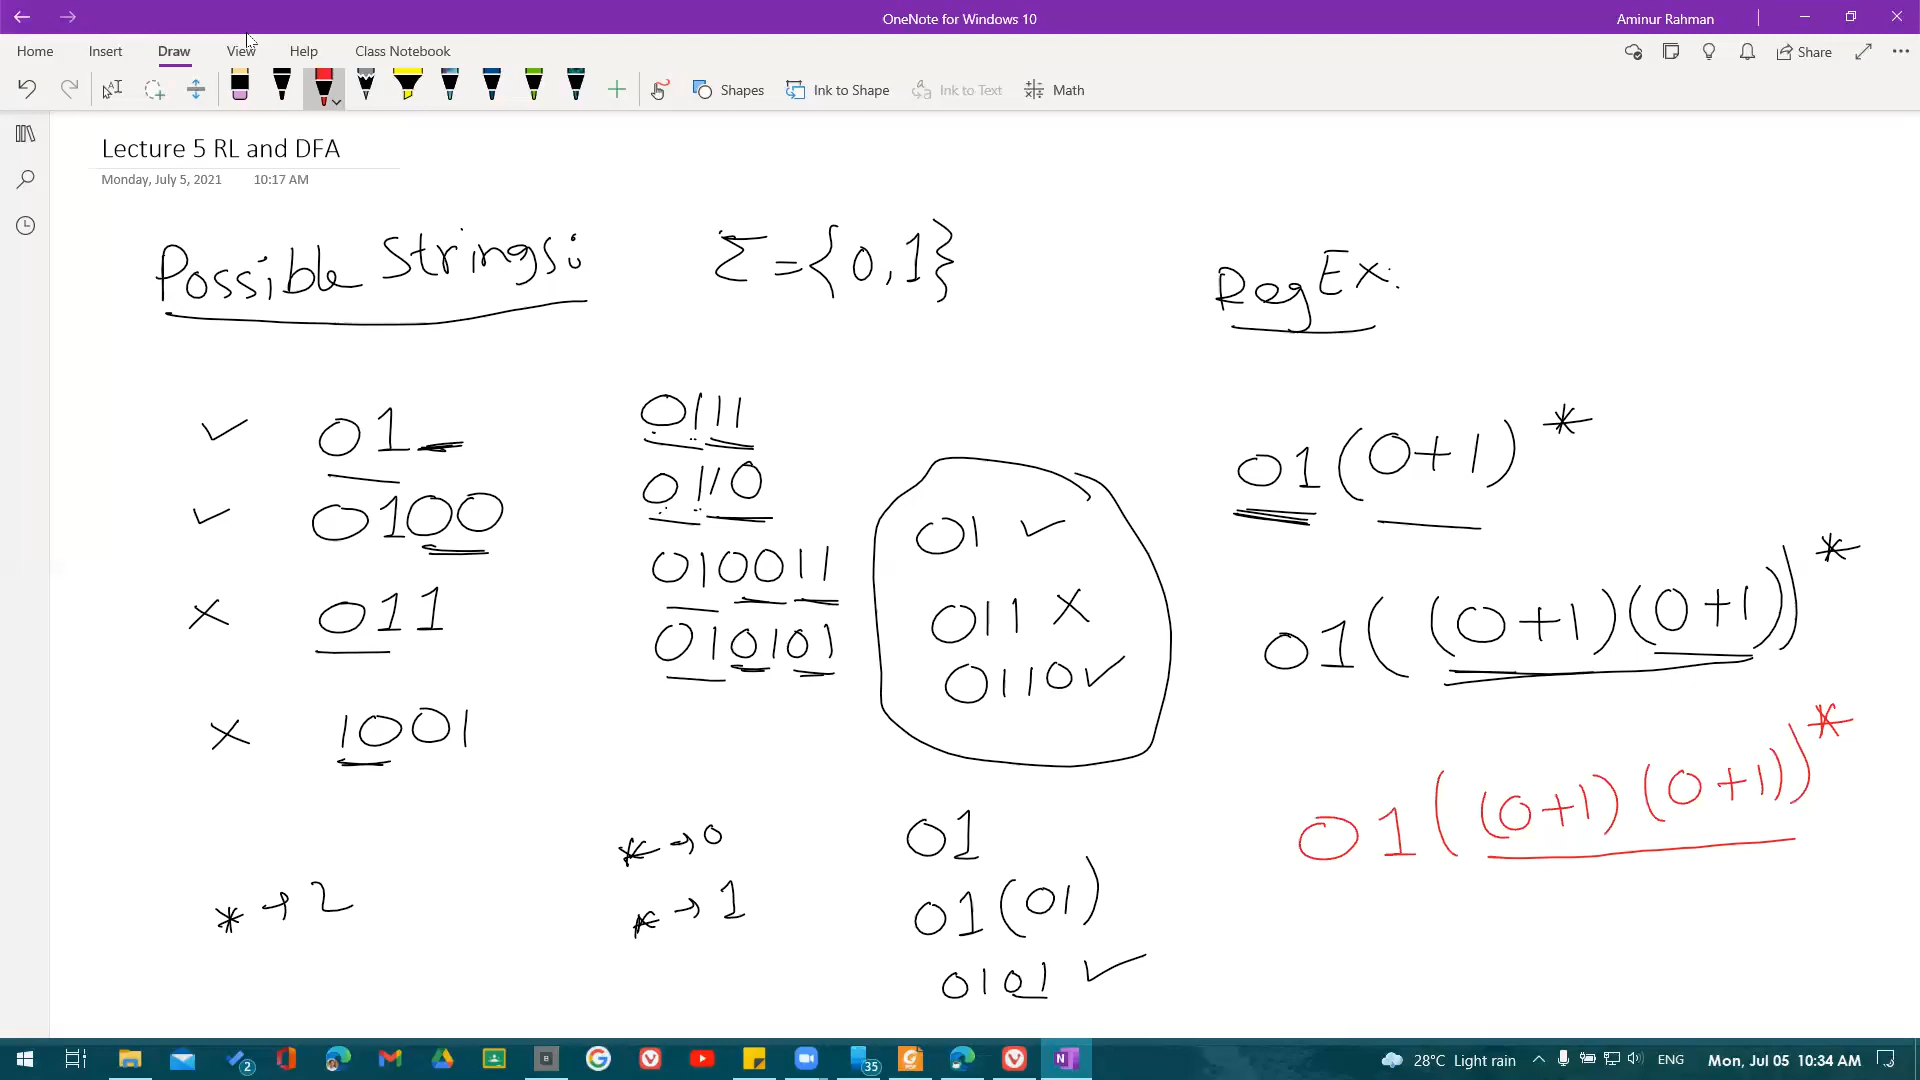 OneNote for Windows 10
Aminur Rahman
Home Insert Draw View Help Class Notebook
Share
Shapes Ink to Shape Ink to Text Math
Lecture 5 RL and DFA
Monday, July 5, 2021 10:17 AM
Possible Strings:
Σ = {0,1}
RegEx:
✓ 01
✓ 0100
× 011
× 1001
* → 2
0111
0110
010011
010101
* → 0
* → 1
01 ✓
011 ×
0110 ✓
01
01(01)
0101 ✓
01(0+1)*
01((0+1)(0+1))*
01((0+1)(0+1))*
2
35
28°C Light rain
ENG
Mon, Jul 05 10:34 AM